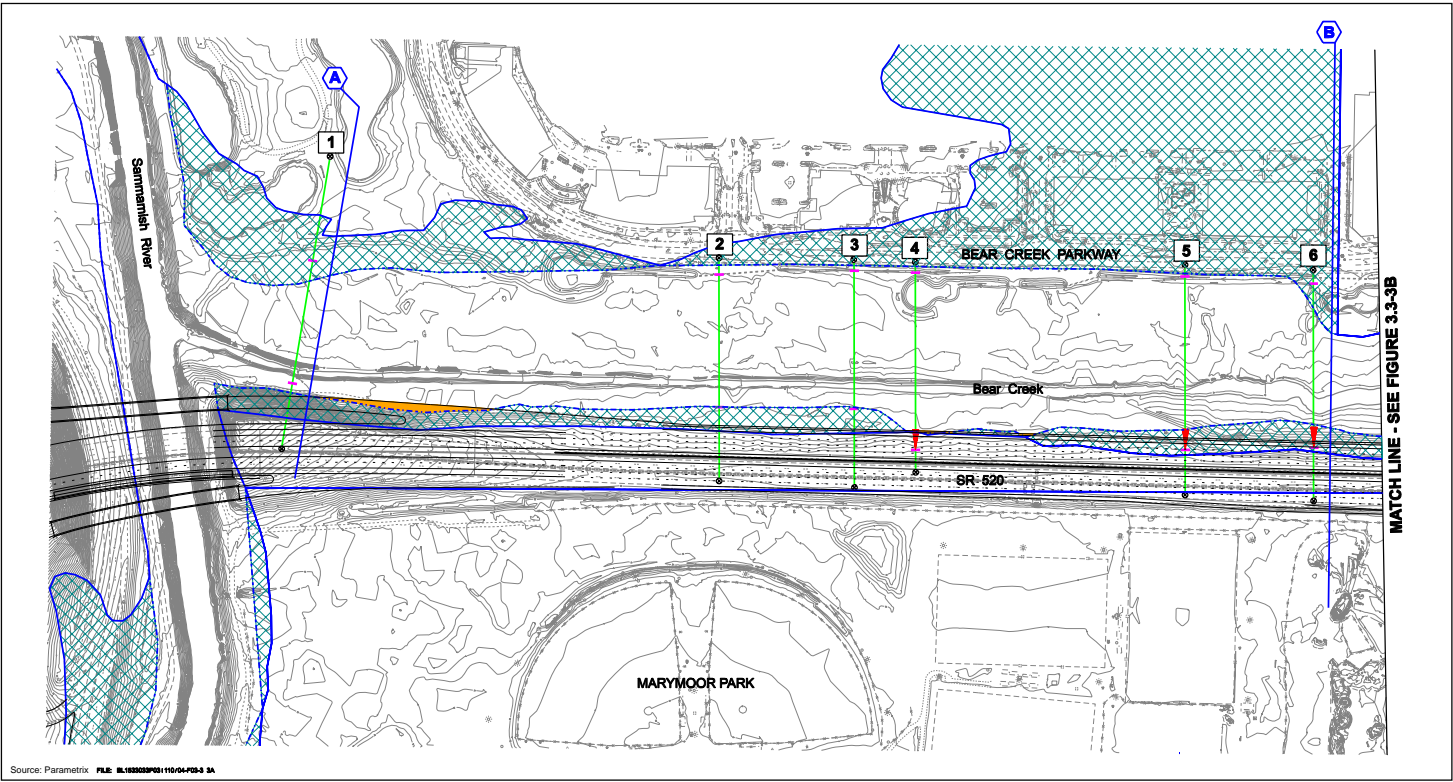 B
A
1
Sammamish River
2
3
4
BEAR CREEK PARKWAY
5
6
MATCH LINE - SEE FIGURE 3.3-3B
Bear Creek
SR 520
MARYMOOR PARK
Source: Parametrix